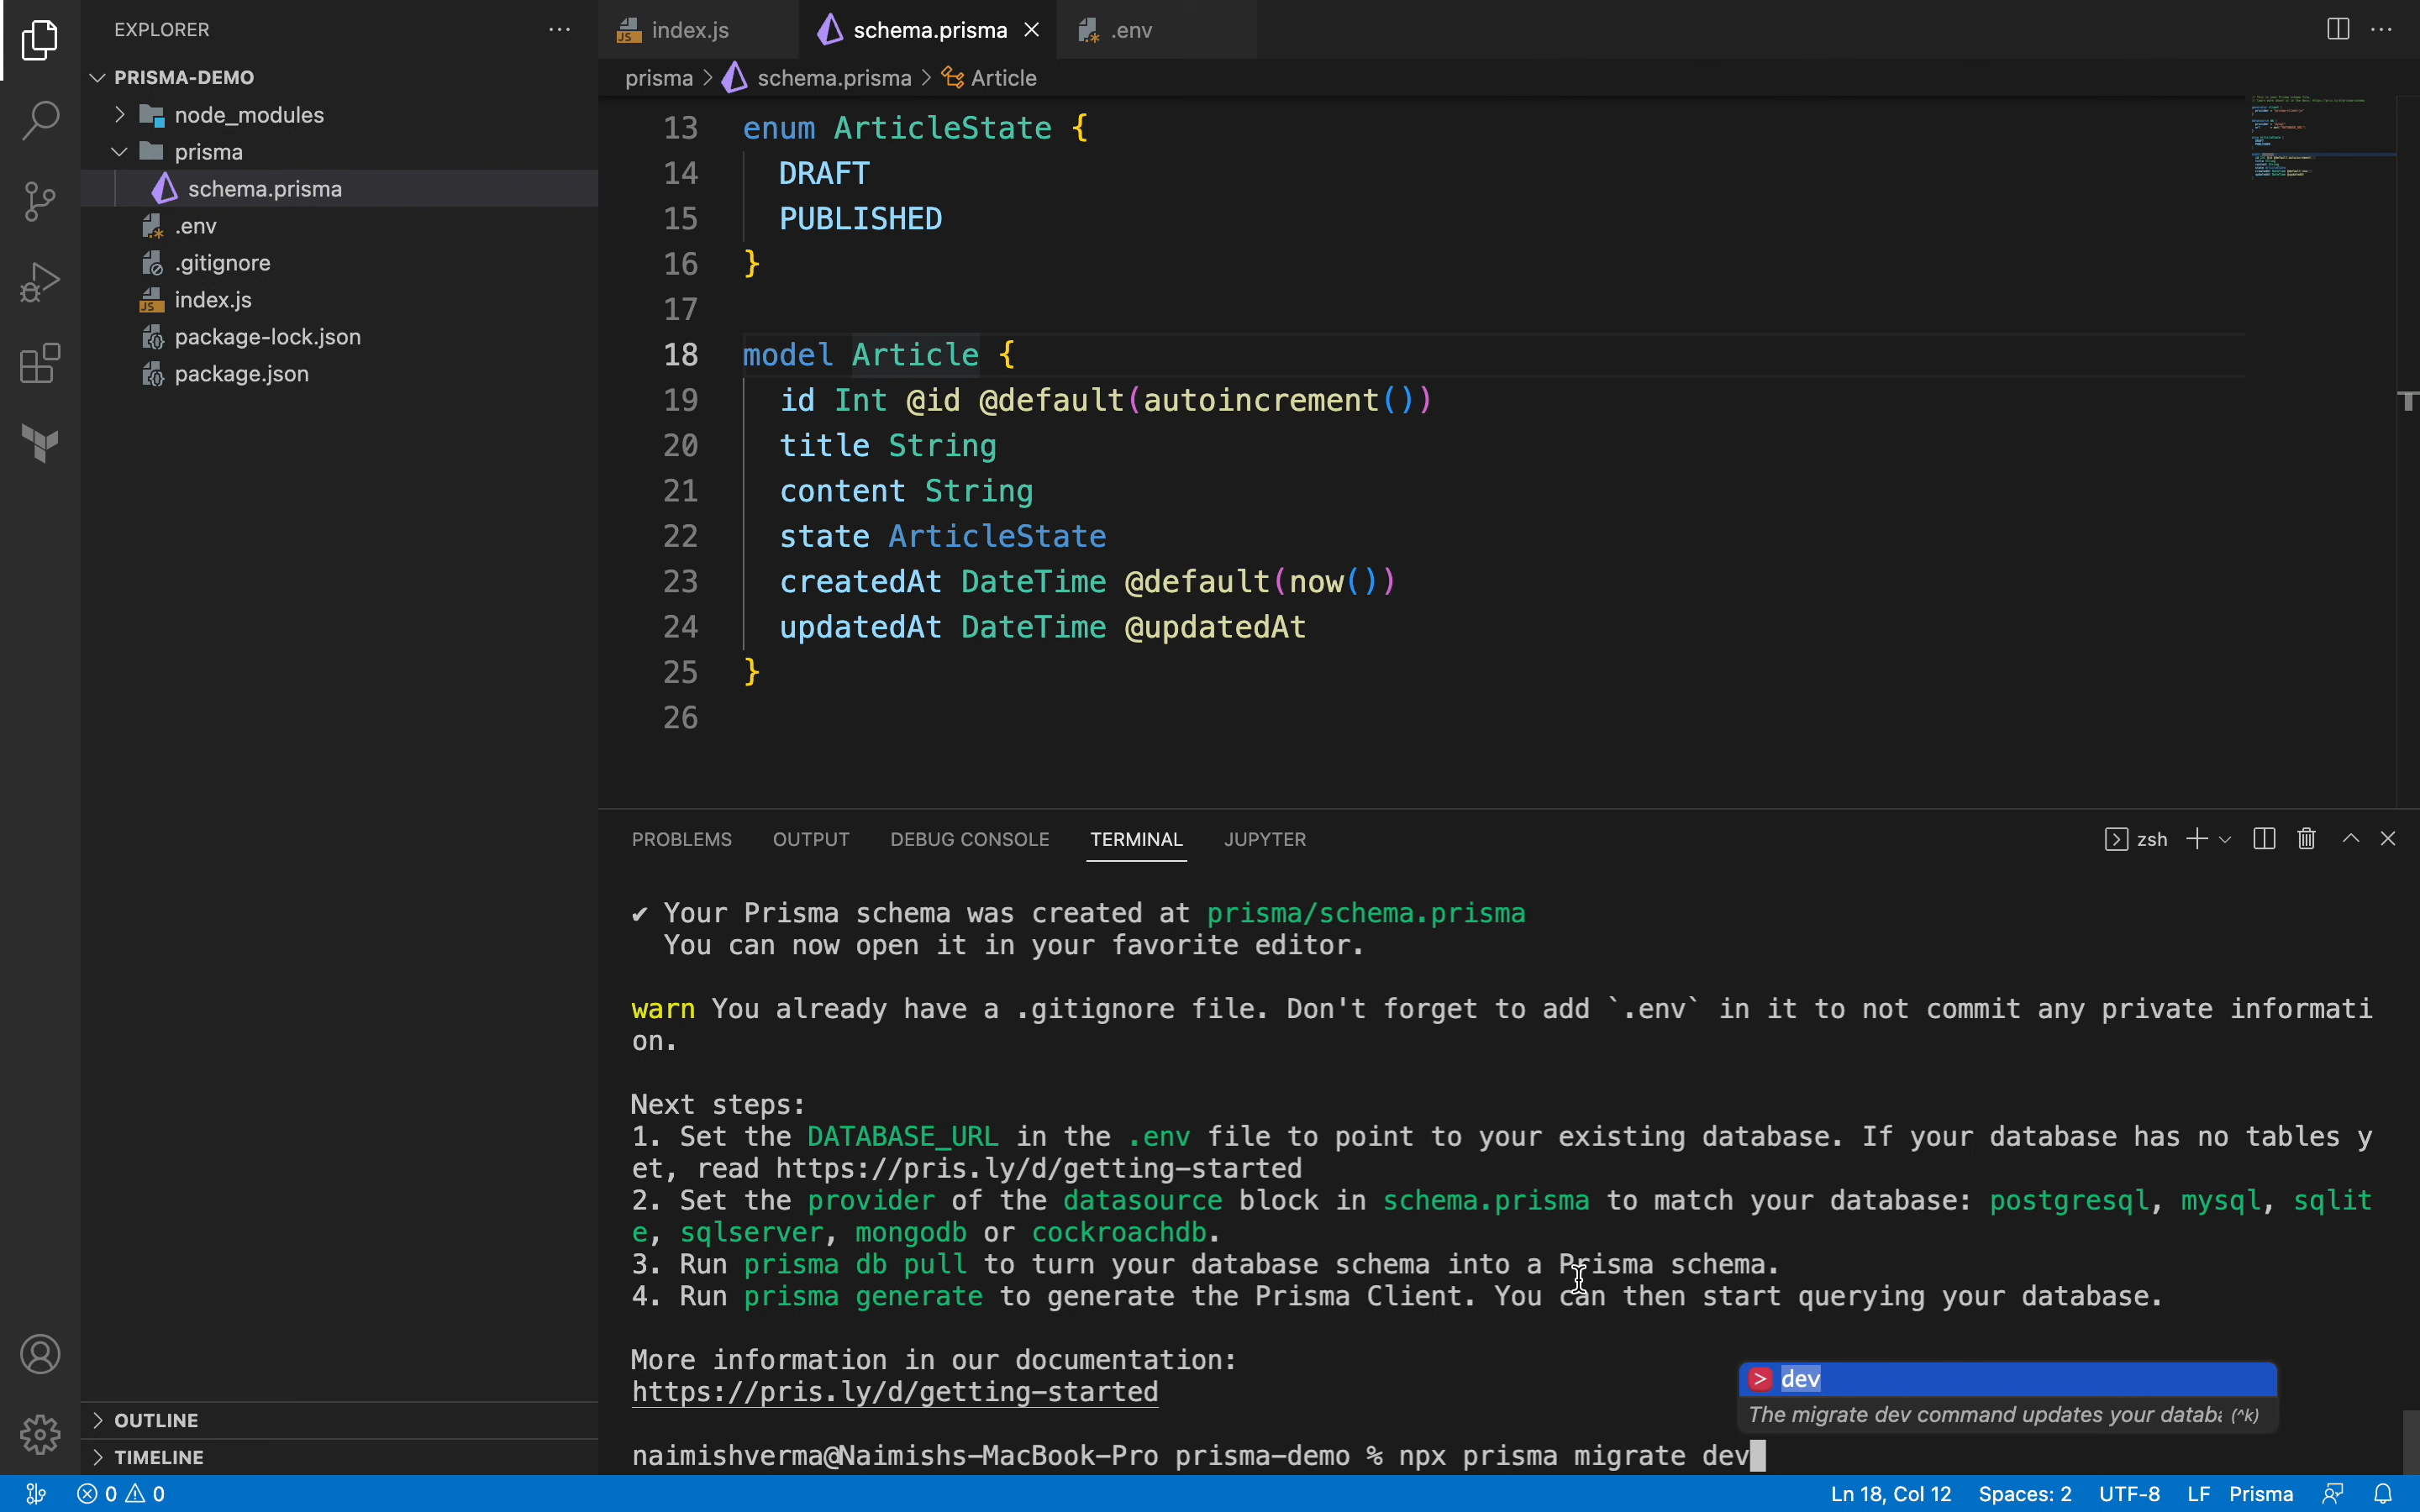 EXPLORER
PRISMA-DEMO
node_modules
prisma
schema.prisma
.env
.gitignore
index.js
package-lock.json
package.json
OUTLINE
TIMELINE
JS index.js
schema.prisma
.env
prisma > schema.prisma > Article
13 enum ArticleState {
14 DRAFT
15 PUBLISHED
16 }
17
18 model Article {
19 id Int @id @default(autoincrement())
20 title String
21 content String
22 state ArticleState
23 createdAt DateTime @default(now())
24 updatedAt DateTime @updatedAt
25 }
26
PROBLEMS OUTPUT DEBUG CONSOLE TERMINAL JUPYTER
zsh
✔ Your Prisma schema was created at prisma/schema.prisma
You can now open it in your favorite editor.
warn You already have a .gitignore file. Don't forget to add `.env` in it to not commit any private informati
on.
Next steps:
1. Set the DATABASE_URL in the .env file to point to your existing database. If your database has no tables y
et, read https://pris.ly/d/getting-started
2. Set the provider of the datasource block in schema.prisma to match your database: postgresql, mysql, sqlit
e, sqlserver, mongodb or cockroachdb.
3. Run prisma db pull to turn your database schema into a Prisma schema.
4. Run prisma generate to generate the Prisma Client. You can then start querying your database.
More information in our documentation:
https://pris.ly/d/getting-started
dev
The migrate dev command updates your datab (^k)
naimishverma@Naimishs-MacBook-Pro prisma-demo % npx prisma migrate dev
0 0
Ln 18, Col 12 Spaces: 2 UTF-8 LF Prisma